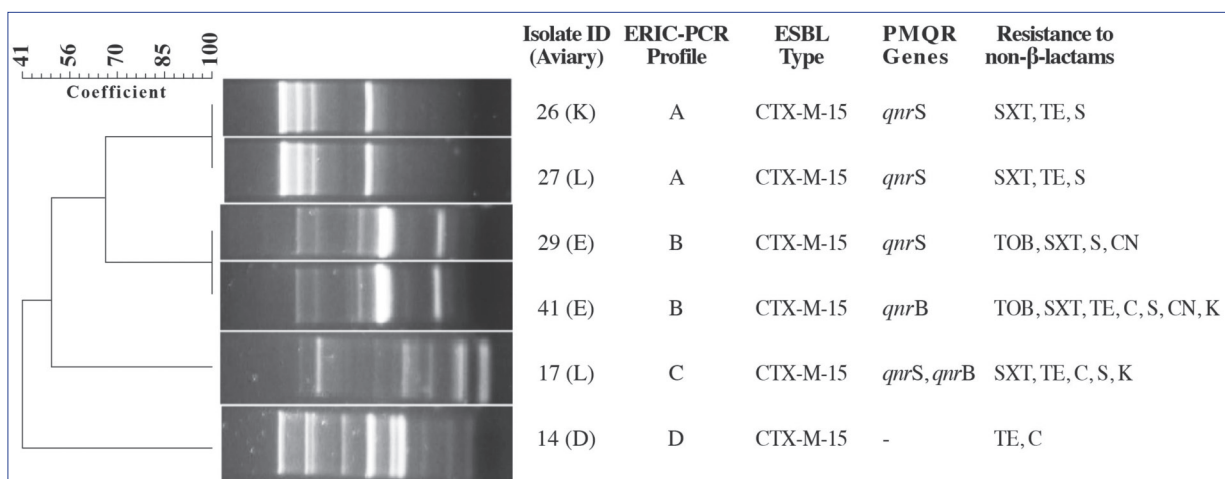 41 56 70 85 100
Coefficient
Isolate ID (Aviary) ERIC-PCR Profile ESBL Type PMQR Genes Resistance to non-β-lactams
26 (K) A CTX-M-15 qnrS SXT, TE, S
27 (L) A CTX-M-15 qnrS SXT, TE, S
29 (E) B CTX-M-15 qnrS TOB, SXT, S, CN
41 (E) B CTX-M-15 qnrB TOB, SXT, TE, C, S, CN, K
17 (L) C CTX-M-15 qnrS, qnrB SXT, TE, C, S, K
14 (D) D CTX-M-15 - TE, C